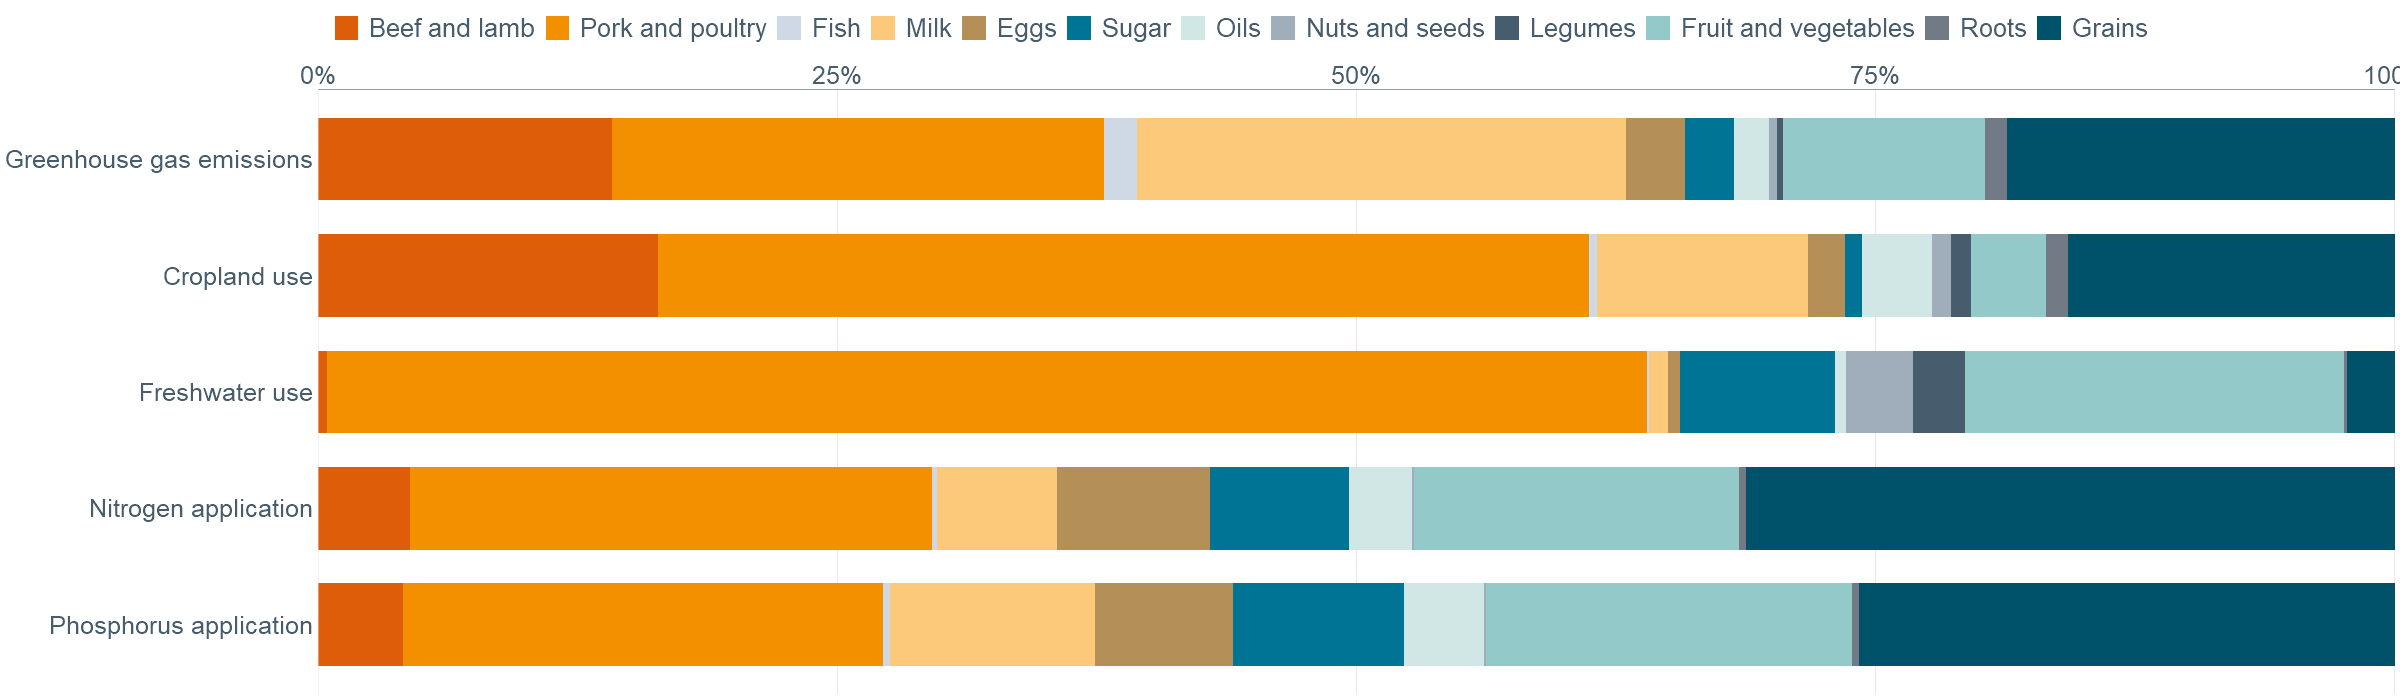 Beef and lamb Pork and poultry Fish Milk Eggs Sugar Oils Nuts and seeds Legumes Fruit and vegetables Roots Grains
0% 25% 50% 75% 100
Greenhouse gas emissions
Cropland use
Freshwater use
Nitrogen application
Phosphorus application